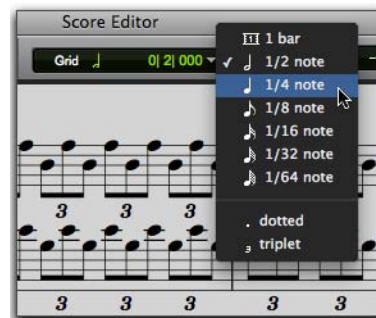 Score Editor
Grid 0| 2| 000
1 bar
✓ 1/2 note
1/4 note
1/8 note
1/16 note
1/32 note
1/64 note
. dotted
3 triplet
3 3 3
3 3 3 3 3